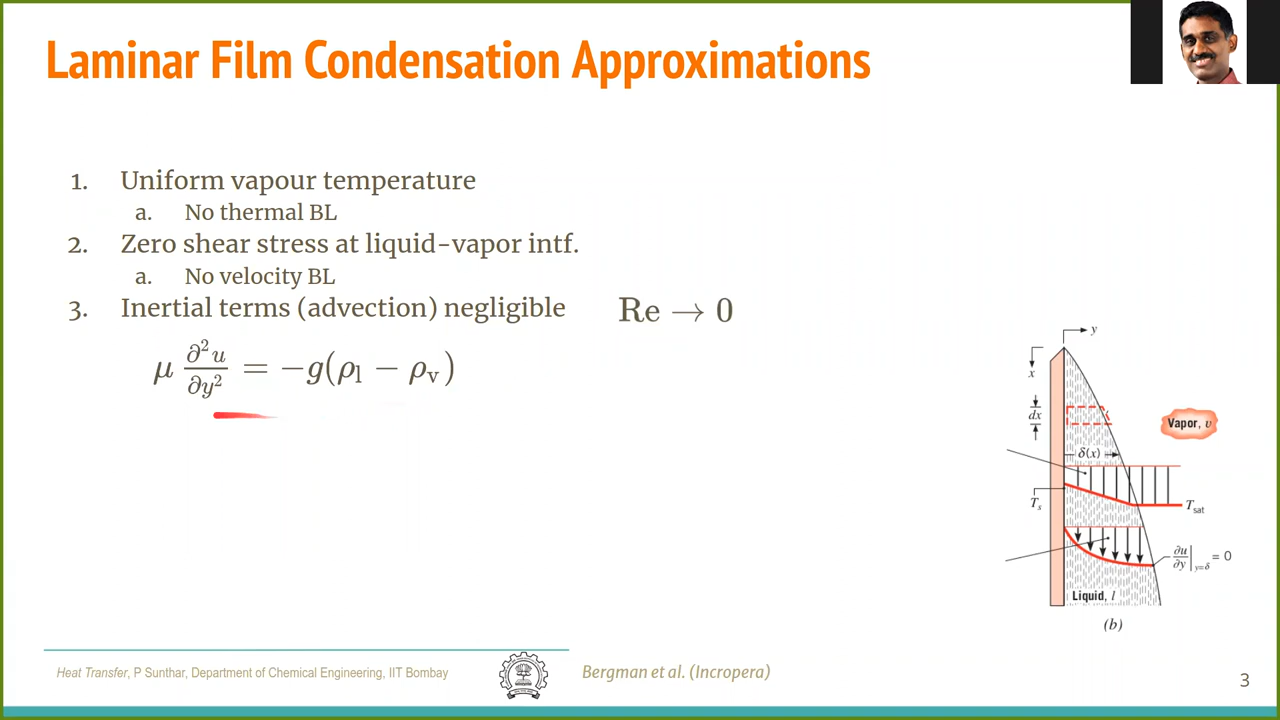 Laminar Film Condensation Approximations
1. Uniform vapour temperature
a. No thermal BL
2. Zero shear stress at liquid-vapor intf.
a. No velocity BL
3. Inertial terms (advection) negligible Re → 0
μ ∂²u/∂y² = −g(ρₗ − ρᵥ)
y
x
dx
Vapor, υ
δ(x)
Tₛ
T_sat
∂u/∂y|_y=δ = 0
Liquid, l
(b)
Heat Transfer, P Sunthar, Department of Chemical Engineering, IIT Bombay
Bergman et al. (Incropera)
3